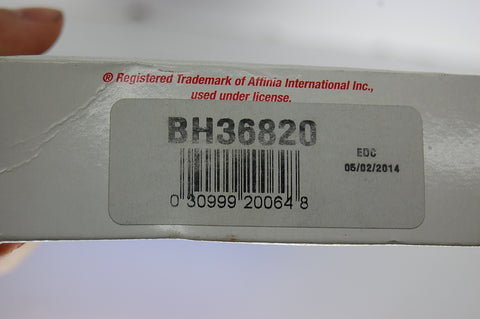 ® Registered Trademark of Affinia International Inc.,
used under license.
BH36820
EDC
05/02/2014
0 30999 20064 8